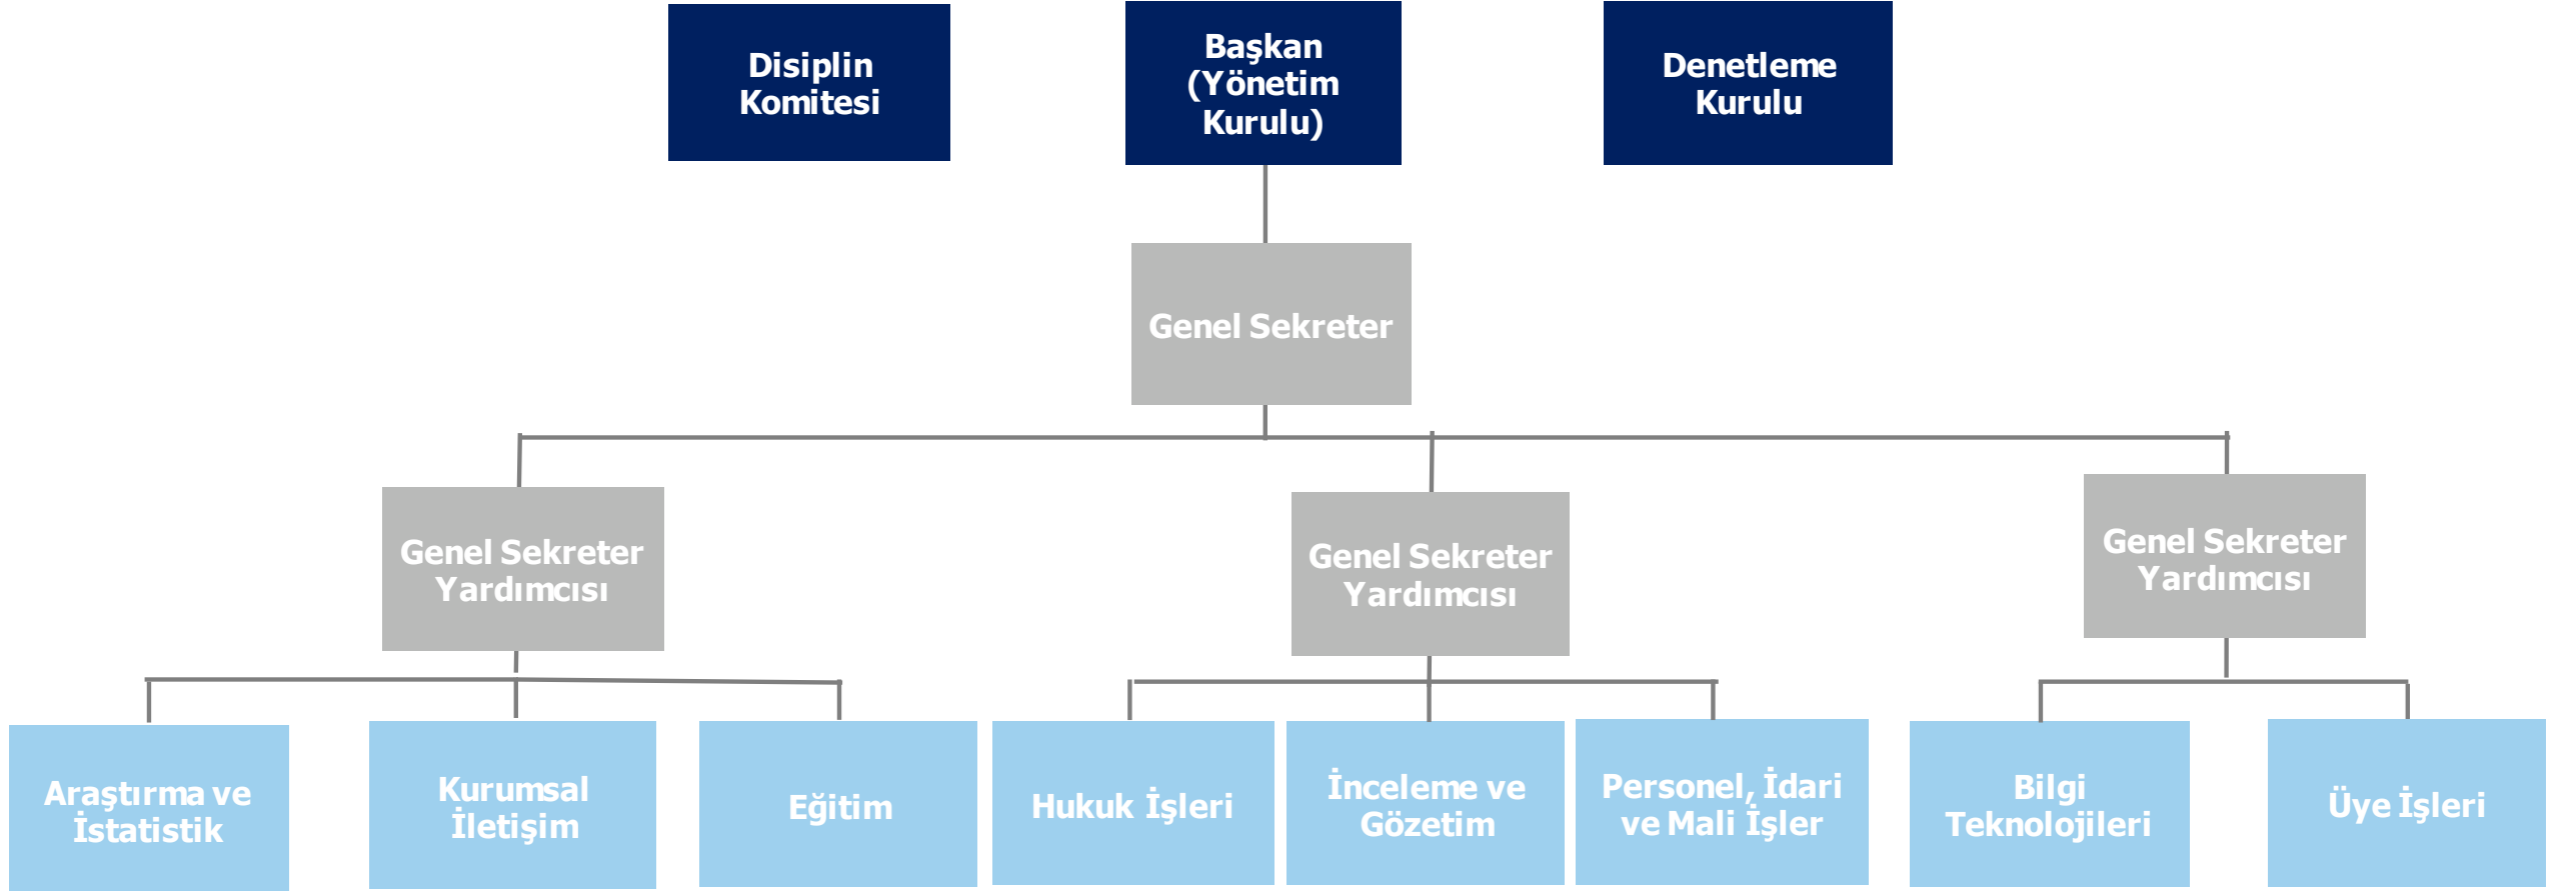 Disiplin
Komitesi
Başkan
(Yönetim
Kurulu)
Denetleme
Kurulu
Genel Sekreter
Genel Sekreter
Yardımcısı
Genel Sekreter
Yardımcısı
Genel Sekreter
Yardımcısı
Araştırma ve
İstatistik
Kurumsal
İletişim
Eğitim
Hukuk İşleri
İnceleme ve
Gözetim
Personel, İdari
ve Mali İşler
Bilgi
Teknolojileri
Üye İşleri